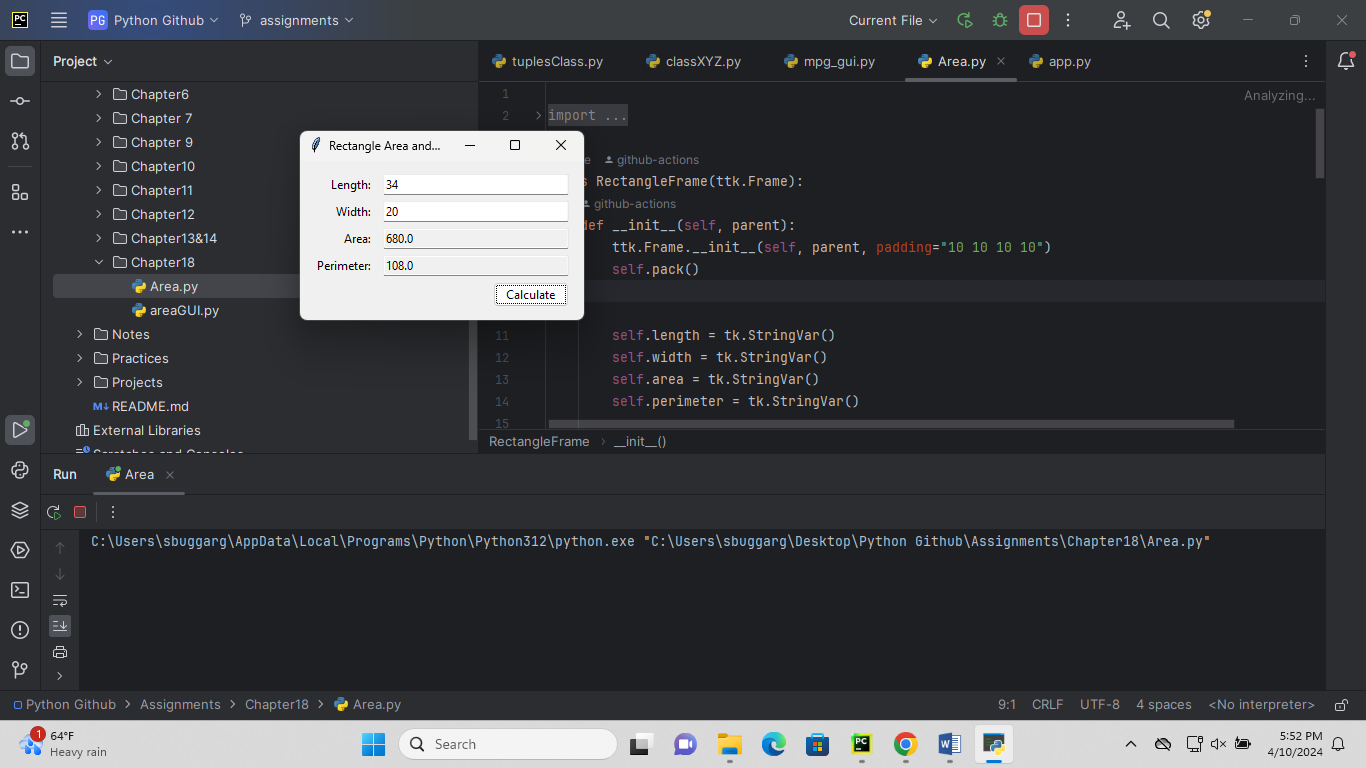 PC
PG Python Github
assignments
Current File
Project
tuplesClass.py
classXYZ.py
mpg_gui.py
Area.py
app.py
Chapter6
Chapter 7
Chapter 9
Chapter10
Chapter11
Chapter12
Chapter13&14
Chapter18
Area.py
areaGUI.py
Notes
Practices
Projects
M↓ README.md
External Libraries
Scratches and Consoles
Analyzing...
1
2 import ...
github-actions
RectangleFrame(ttk.Frame):
github-actions
__init__(self, parent):
ttk.Frame.__init__(self, parent, padding="10 10 10 10")
self.pack()
11 self.length = tk.StringVar()
12 self.width = tk.StringVar()
13 self.area = tk.StringVar()
14 self.perimeter = tk.StringVar()
15
RectangleFrame > __init__()
Rectangle Area and...
Length: 34
Width: 20
Area: 680.0
Perimeter: 108.0
Calculate
Run Area
C:\Users\sbuggarg\AppData\Local\Programs\Python\Python312\python.exe "C:\Users\sbuggarg\Desktop\Python Github\Assignments\Chapter18\Area.py"
Python Github > Assignments > Chapter18 > Area.py
9:1 CRLF UTF-8 4 spaces <No interpreter>
1
64°F
Heavy rain
Search
PC
5:52 PM
4/10/2024